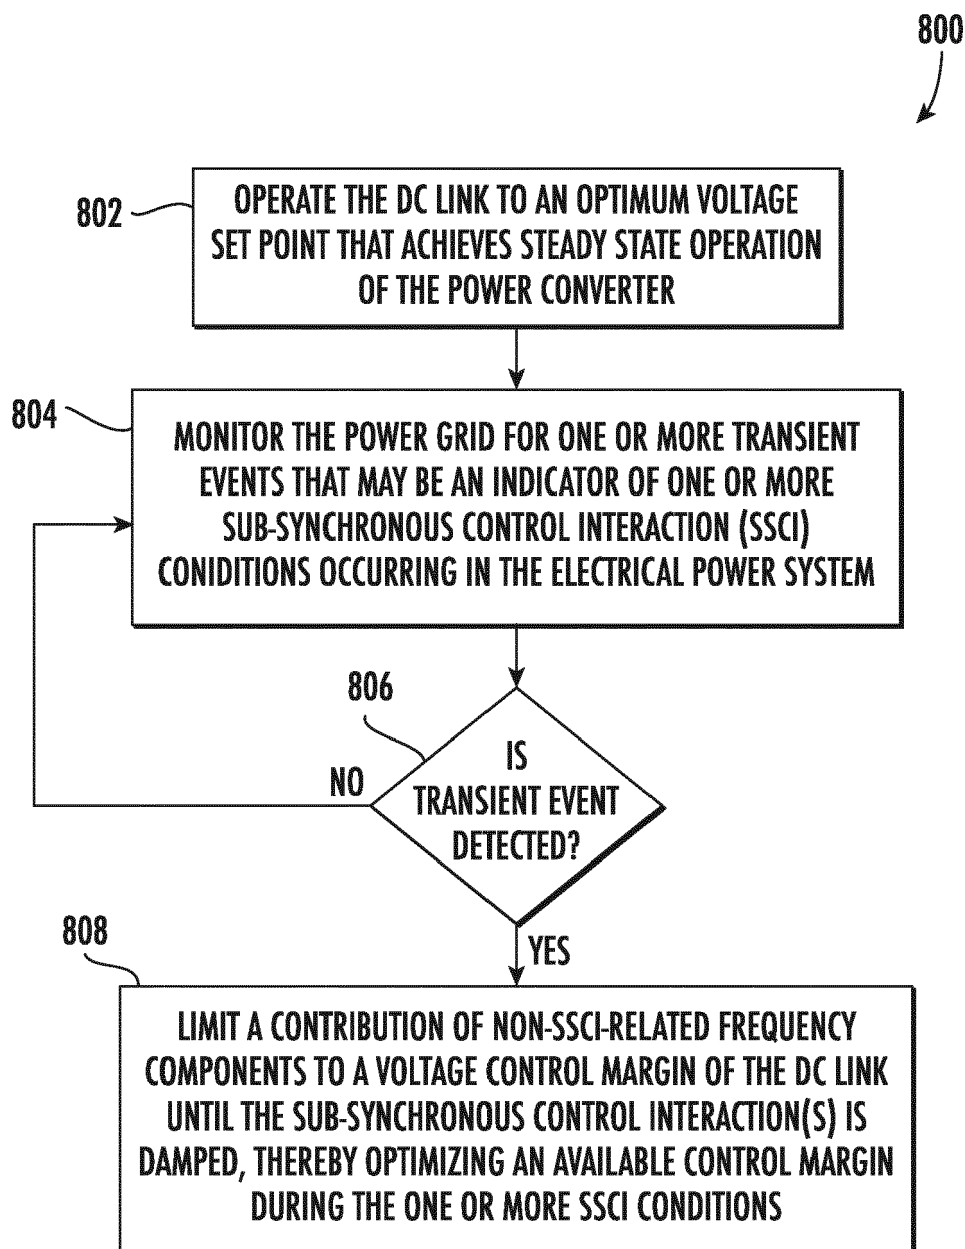 800
802
OPERATE THE DC LINK TO AN OPTIMUM VOLTAGE
SET POINT THAT ACHIEVES STEADY STATE OPERATION
OF THE POWER CONVERTER
804
MONITOR THE POWER GRID FOR ONE OR MORE TRANSIENT
EVENTS THAT MAY BE AN INDICATOR OF ONE OR MORE
SUB-SYNCHRONOUS CONTROL INTERACTION (SSCI)
CONIDITIONS OCCURRING IN THE ELECTRICAL POWER SYSTEM
806
IS
TRANSIENT EVENT
DETECTED?
NO
YES
808
LIMIT A CONTRIBUTION OF NON-SSCI-RELATED FREQUENCY
COMPONENTS TO A VOLTAGE CONTROL MARGIN OF THE DC LINK
UNTIL THE SUB-SYNCHRONOUS CONTROL INTERACTION(S) IS
DAMPED, THEREBY OPTIMIZING AN AVAILABLE CONTROL MARGIN
DURING THE ONE OR MORE SSCI CONDITIONS